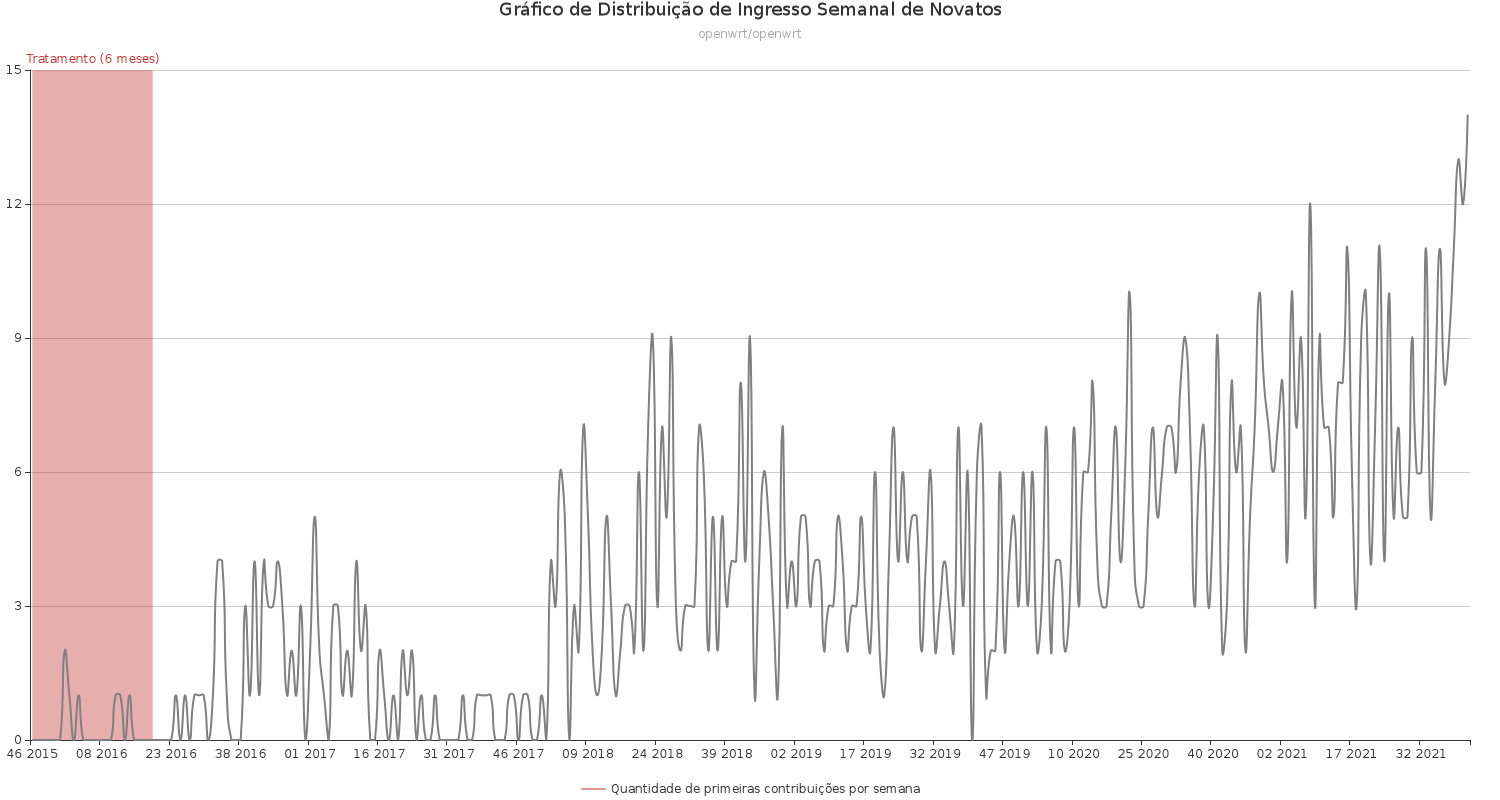 Gráfico de Distribuição de Ingresso Semanal de Novatos
openwrt/openwrt
Tratamento (6 meses)
15
12
9
6
3
0
46 2015 08 2016 23 2016 38 2016 01 2017 16 2017 31 2017 46 2017 09 2018 24 2018 39 2018 02 2019 17 2019 32 2019 47 2019 10 2020 25 2020 40 2020 02 2021 17 2021 32 2021
Quantidade de primeiras contribuições por semana